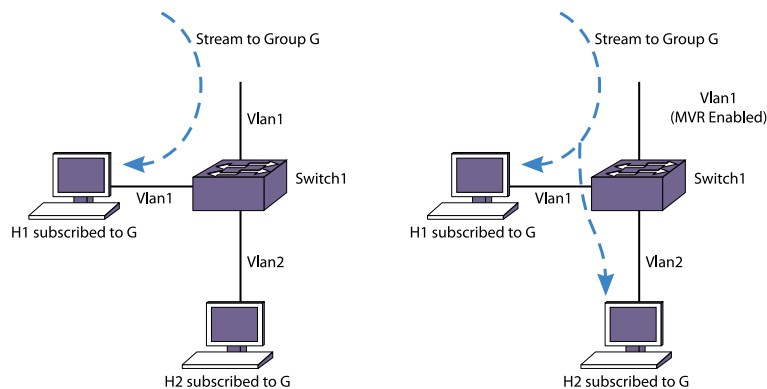 Stream to Group G
Vlan1
Switch1
Vlan1
H1 subscribed to G
Vlan2
H2 subscribed to G
Stream to Group G
Vlan1
(MVR Enabled)
Switch1
Vlan1
H1 subscribed to G
Vlan2
H2 subscribed to G